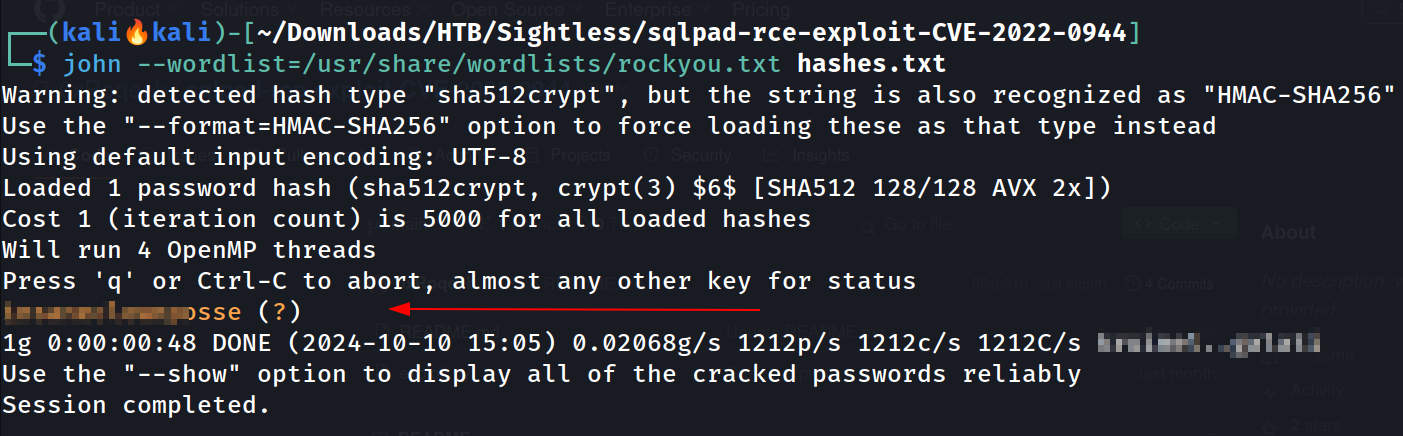 (kali🔥kali)-[~/Downloads/HTB/Sightless/sqlpad-rce-exploit-CVE-2022-0944]
$ john --wordlist=/usr/share/wordlists/rockyou.txt hashes.txt
Warning: detected hash type "sha512crypt", but the string is also recognized as "HMAC-SHA256"
Use the "--format=HMAC-SHA256" option to force loading these as that type instead
Using default input encoding: UTF-8
Loaded 1 password hash (sha512crypt, crypt(3) $6$ [SHA512 128/128 AVX 2x])
Cost 1 (iteration count) is 5000 for all loaded hashes
Will run 4 OpenMP threads
Press 'q' or Ctrl-C to abort, almost any other key for status
osse (?)
1g 0:00:00:48 DONE (2024-10-10 15:05) 0.02068g/s 1212p/s 1212c/s 1212C/s
Use the "--show" option to display all of the cracked passwords reliably
Session completed.